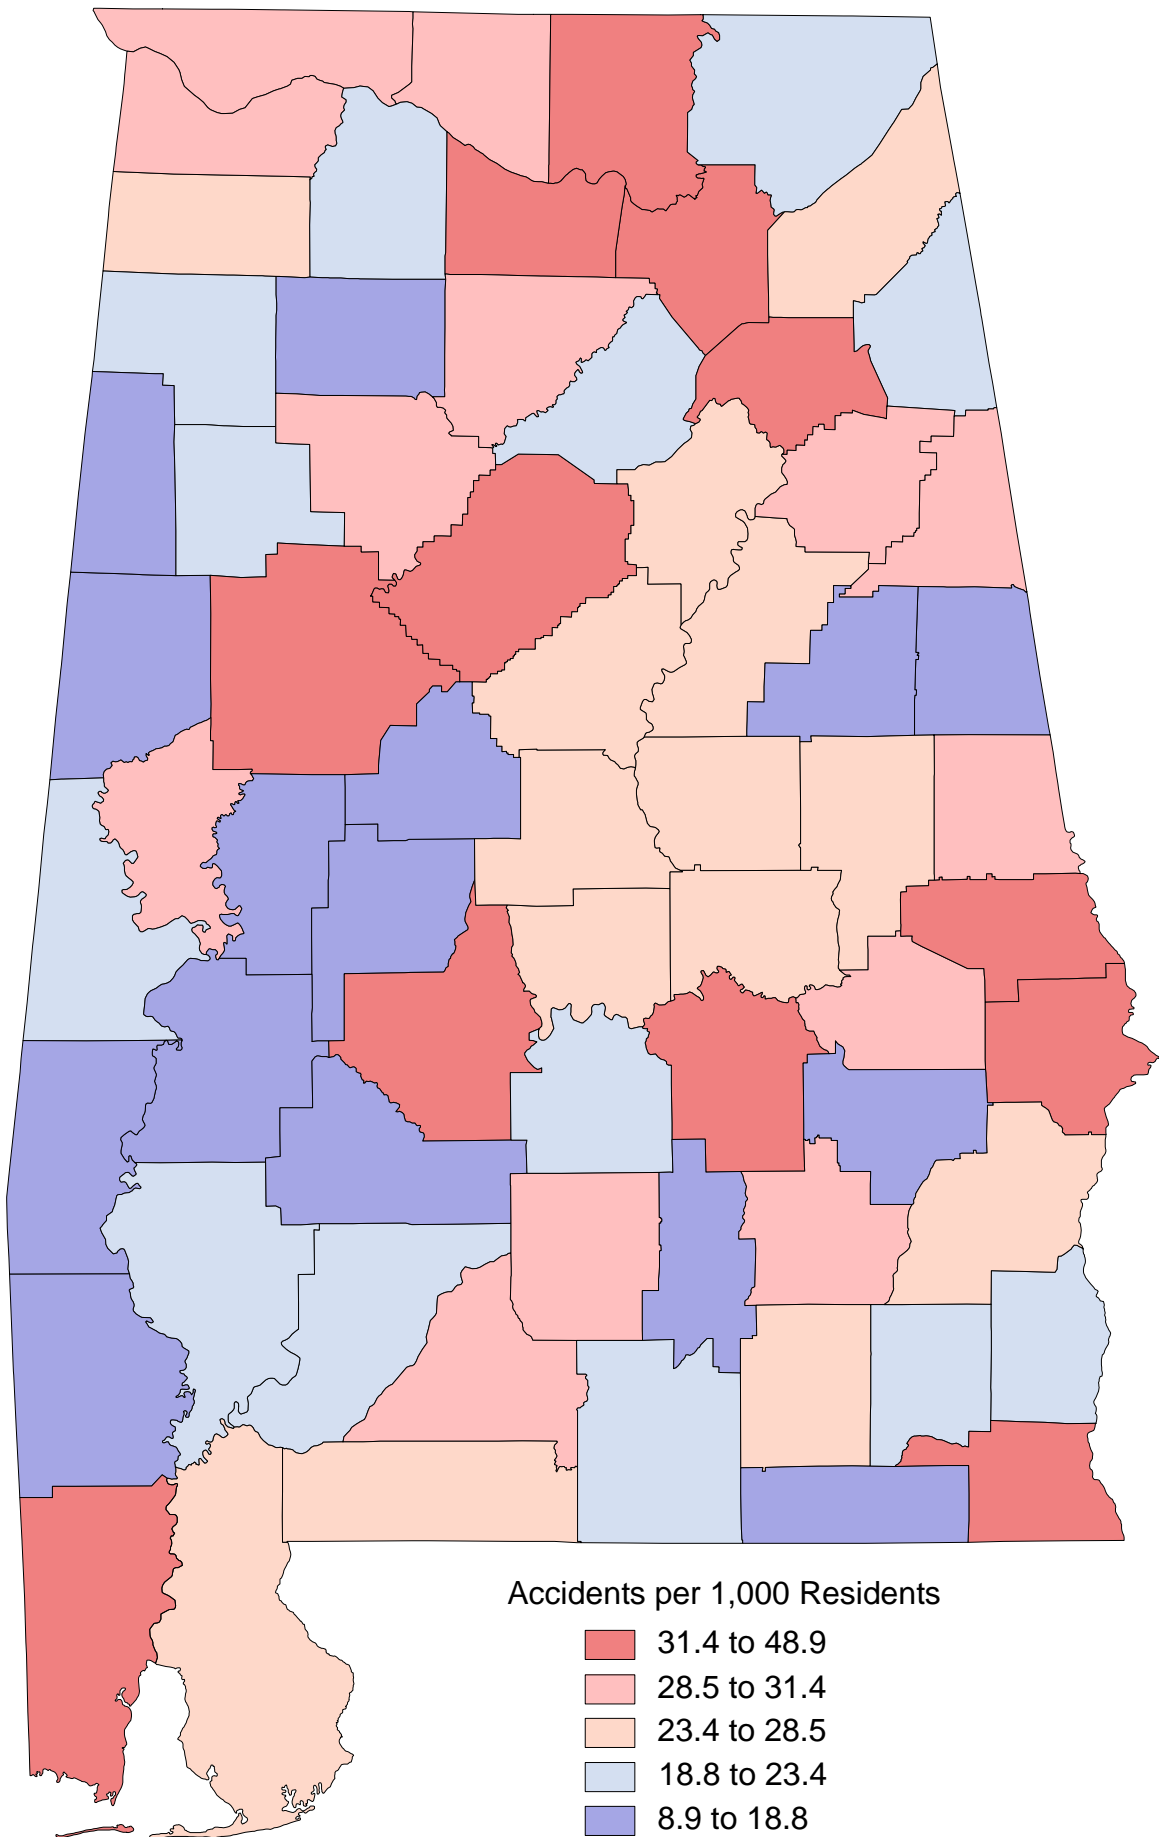 Accidents per 1,000 Residents
31.4 to 48.9
28.5 to 31.4
23.4 to 28.5
18.8 to 23.4
8.9 to 18.8